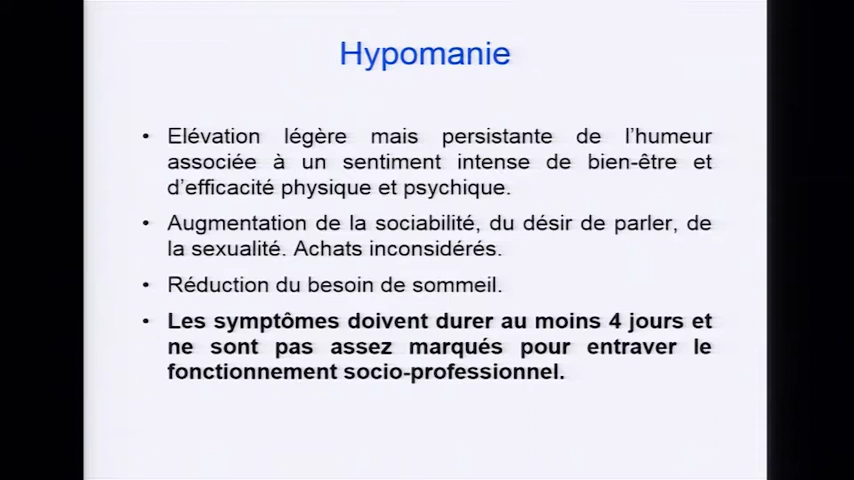 Hypomanie
• Elévation légère mais persistante de l’humeur
associée à un sentiment intense de bien-être et
d’efficacité physique et psychique.
• Augmentation de la sociabilité, du désir de parler, de
la sexualité. Achats inconsidérés.
• Réduction du besoin de sommeil.
• Les symptômes doivent durer au moins 4 jours et
ne sont pas assez marqués pour entraver le
fonctionnement socio-professionnel.